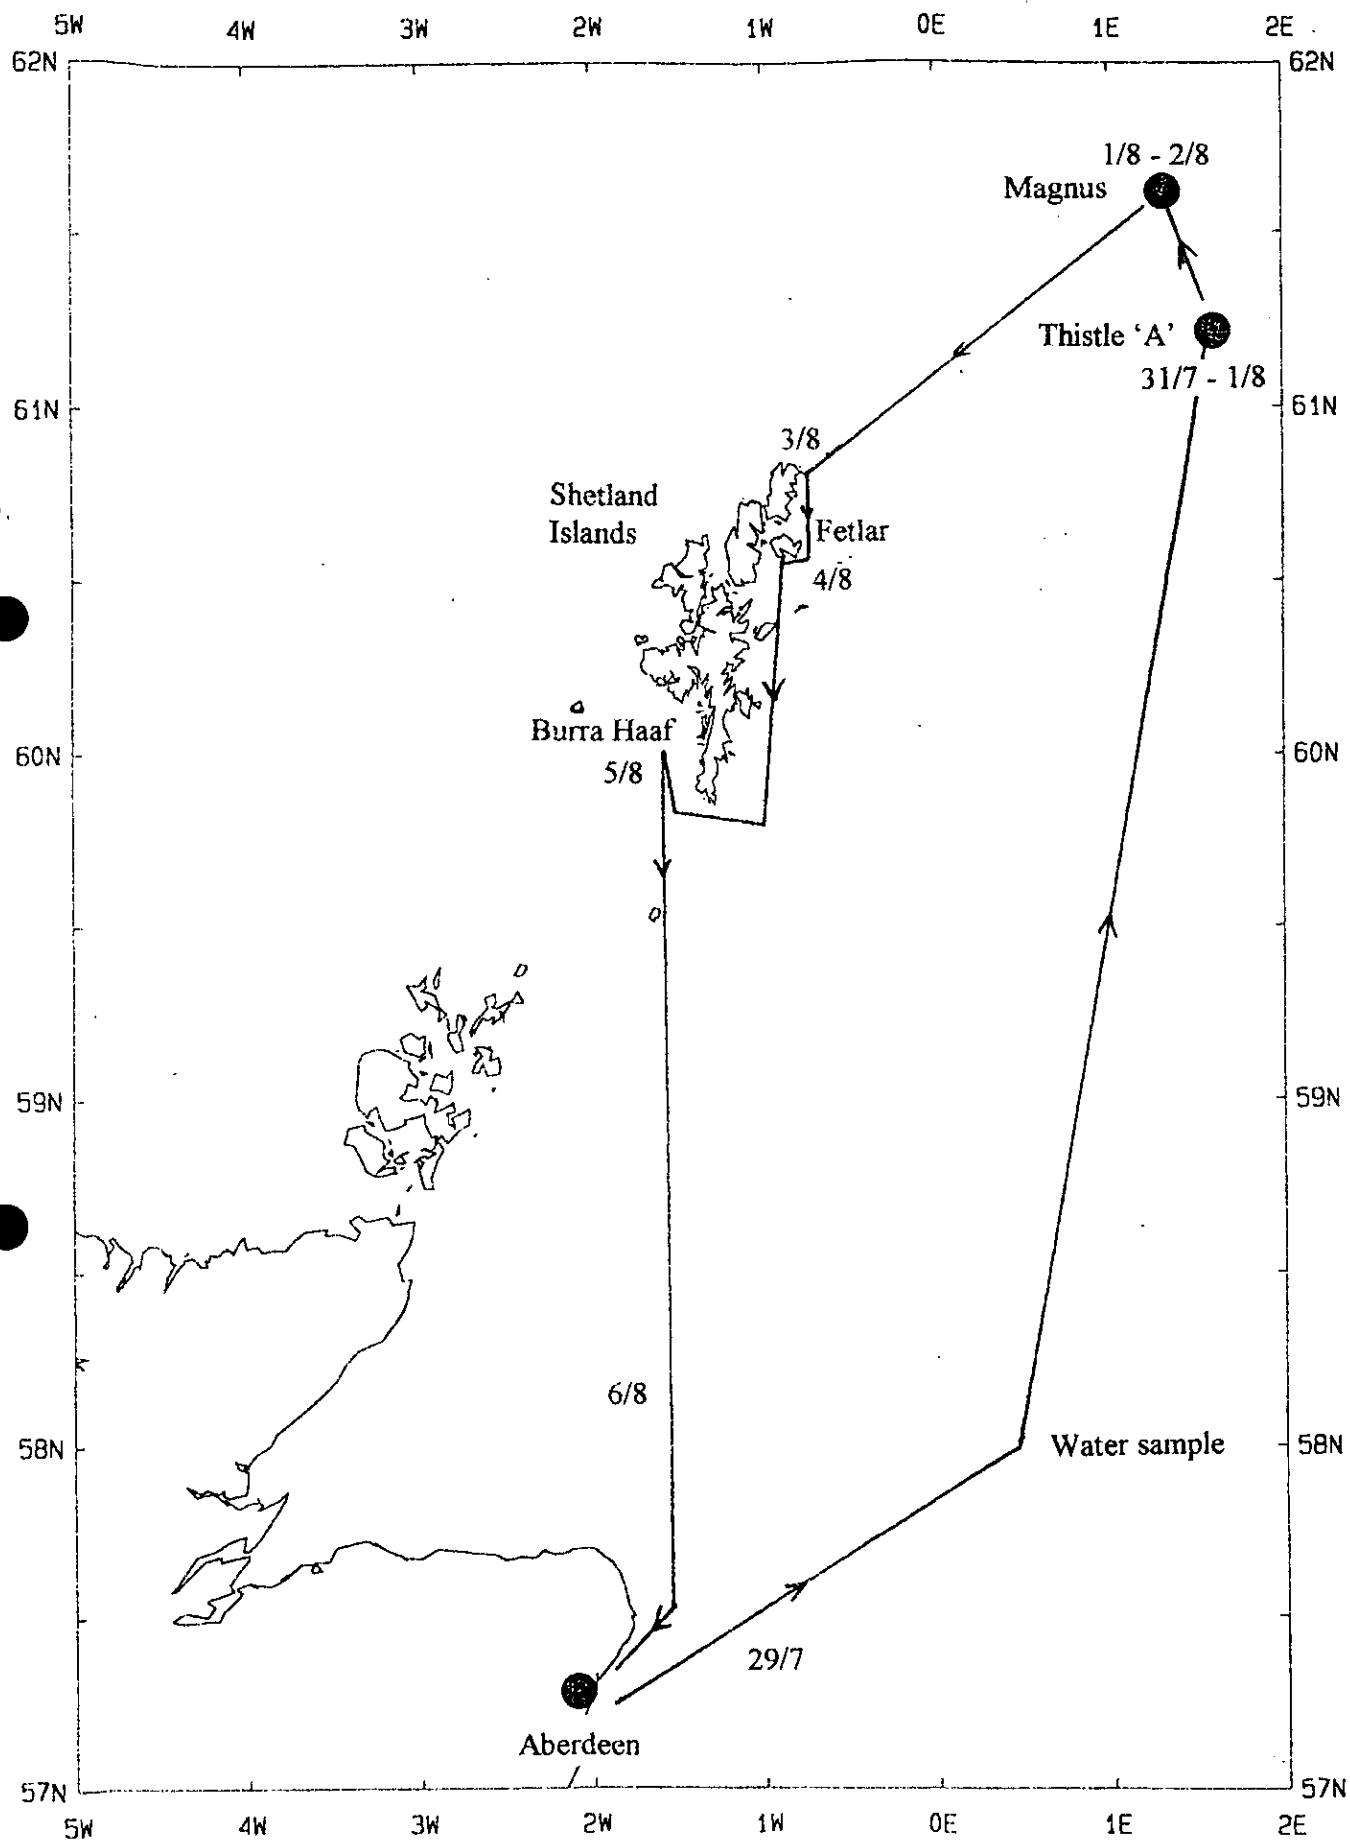 5W 4W 3W 2W 1W 0E 1E 2E
62N 62N
1/8 - 2/8
Magnus
Thistle ‘A’
31/7 - 1/8
61N 61N
3/8
Shetland
Islands
Fetlar
4/8
Burra Haaf
60N 60N
5/8
59N 59N
6/8
Water sample
58N 58N
29/7
Aberdeen
57N 57N
5W 4W 3W 2W 1W 0E 1E 2E